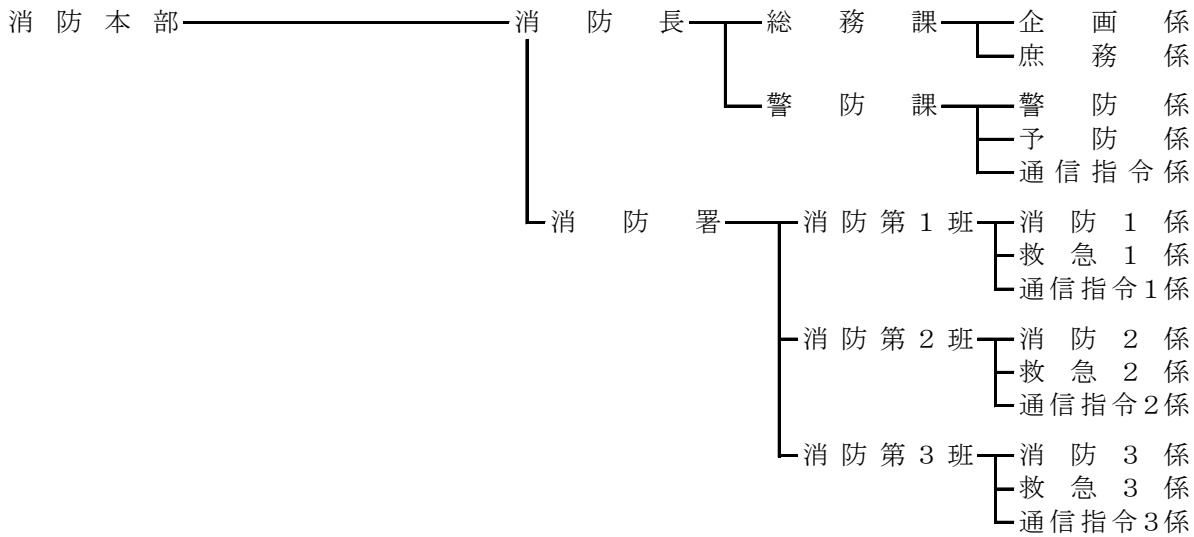 消防本部 消防長 総務課 企画係
庶務係
警防課 警防係
予防係
通信指令係
消防署 消防第1班 消防1係
救急1係
通信指令1係
消防第2班 消防2係
救急2係
通信指令2係
消防第3班 消防3係
救急3係
通信指令3係